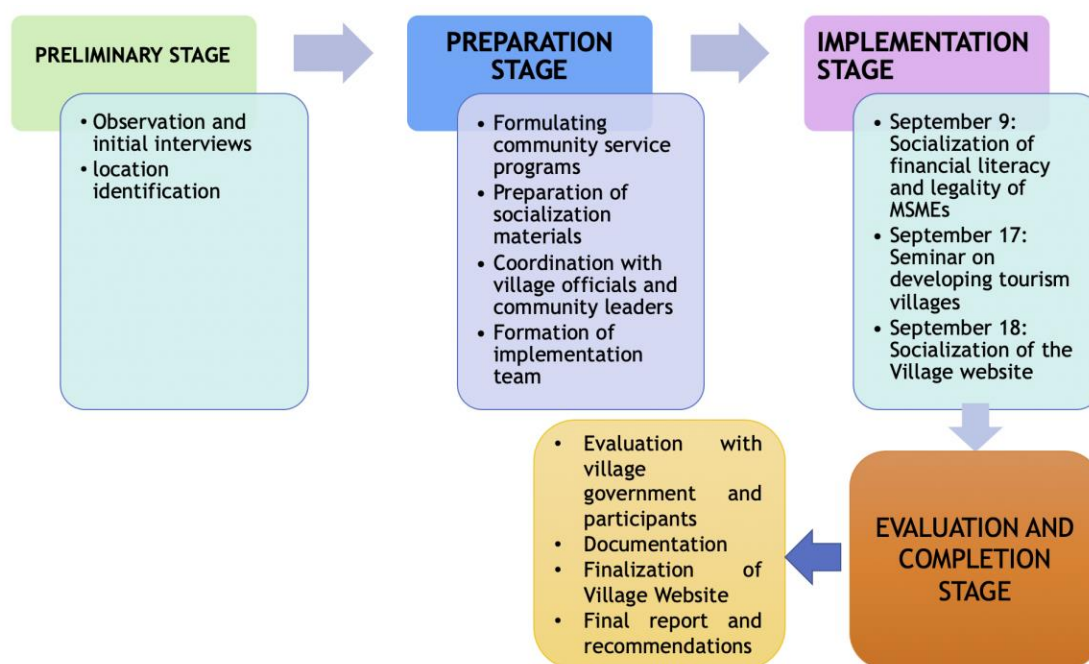 PRELIMINARY STAGE
• Observation and
initial interviews
• location
identification
PREPARATION
STAGE
• Formulating
community service
programs
• Preparation of
socialization
materials
• Coordination with
village officials and
community leaders
• Formation of
implementation
team
IMPLEMENTATION
STAGE
• September 9:
Socialization of
financial literacy
and legality of
MSMEs
• September 17:
Seminar on
developing tourism
villages
• September 18:
Socialization of the
Village website
EVALUATION AND
COMPLETION
STAGE
• Evaluation with
village
government and
participants
• Documentation
• Finalization of
Village Website
• Final report and
recommendations